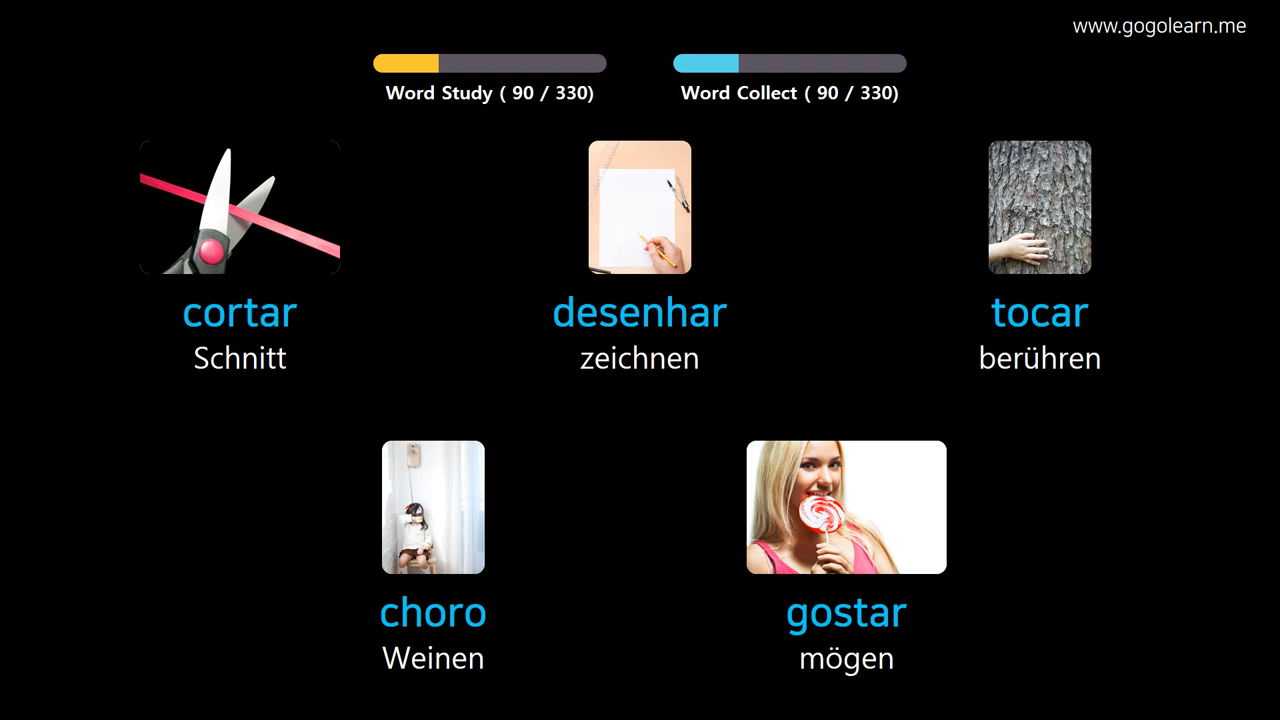 www.gogolearn.me
Word Study ( 90 / 330)
Word Collect ( 90 / 330)
cortar
Schnitt
desenhar
zeichnen
tocar
berühren
choro
Weinen
gostar
mögen